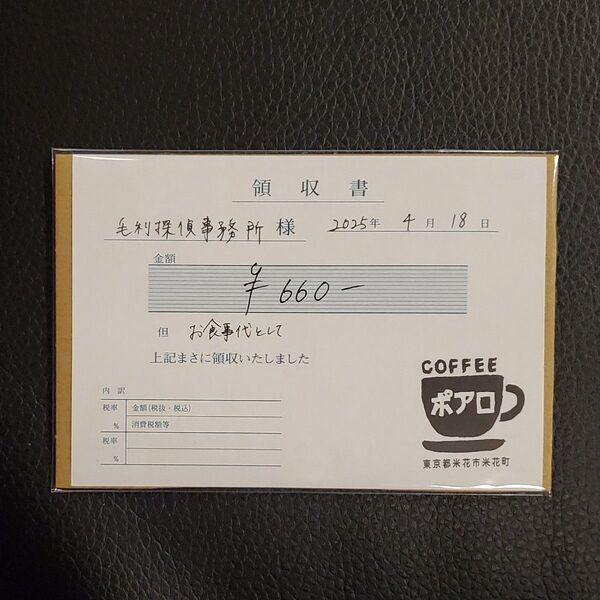 領収書
毛利探偵事務所 様 2025年 4月 18日
金額
¥660-
但 お食事代として
上記まさに領収いたしました
内訳
税率 金額(税抜・税込)
% 消費税額等
税率
%
COFFEE
ポアロ
東京都米花市米花町